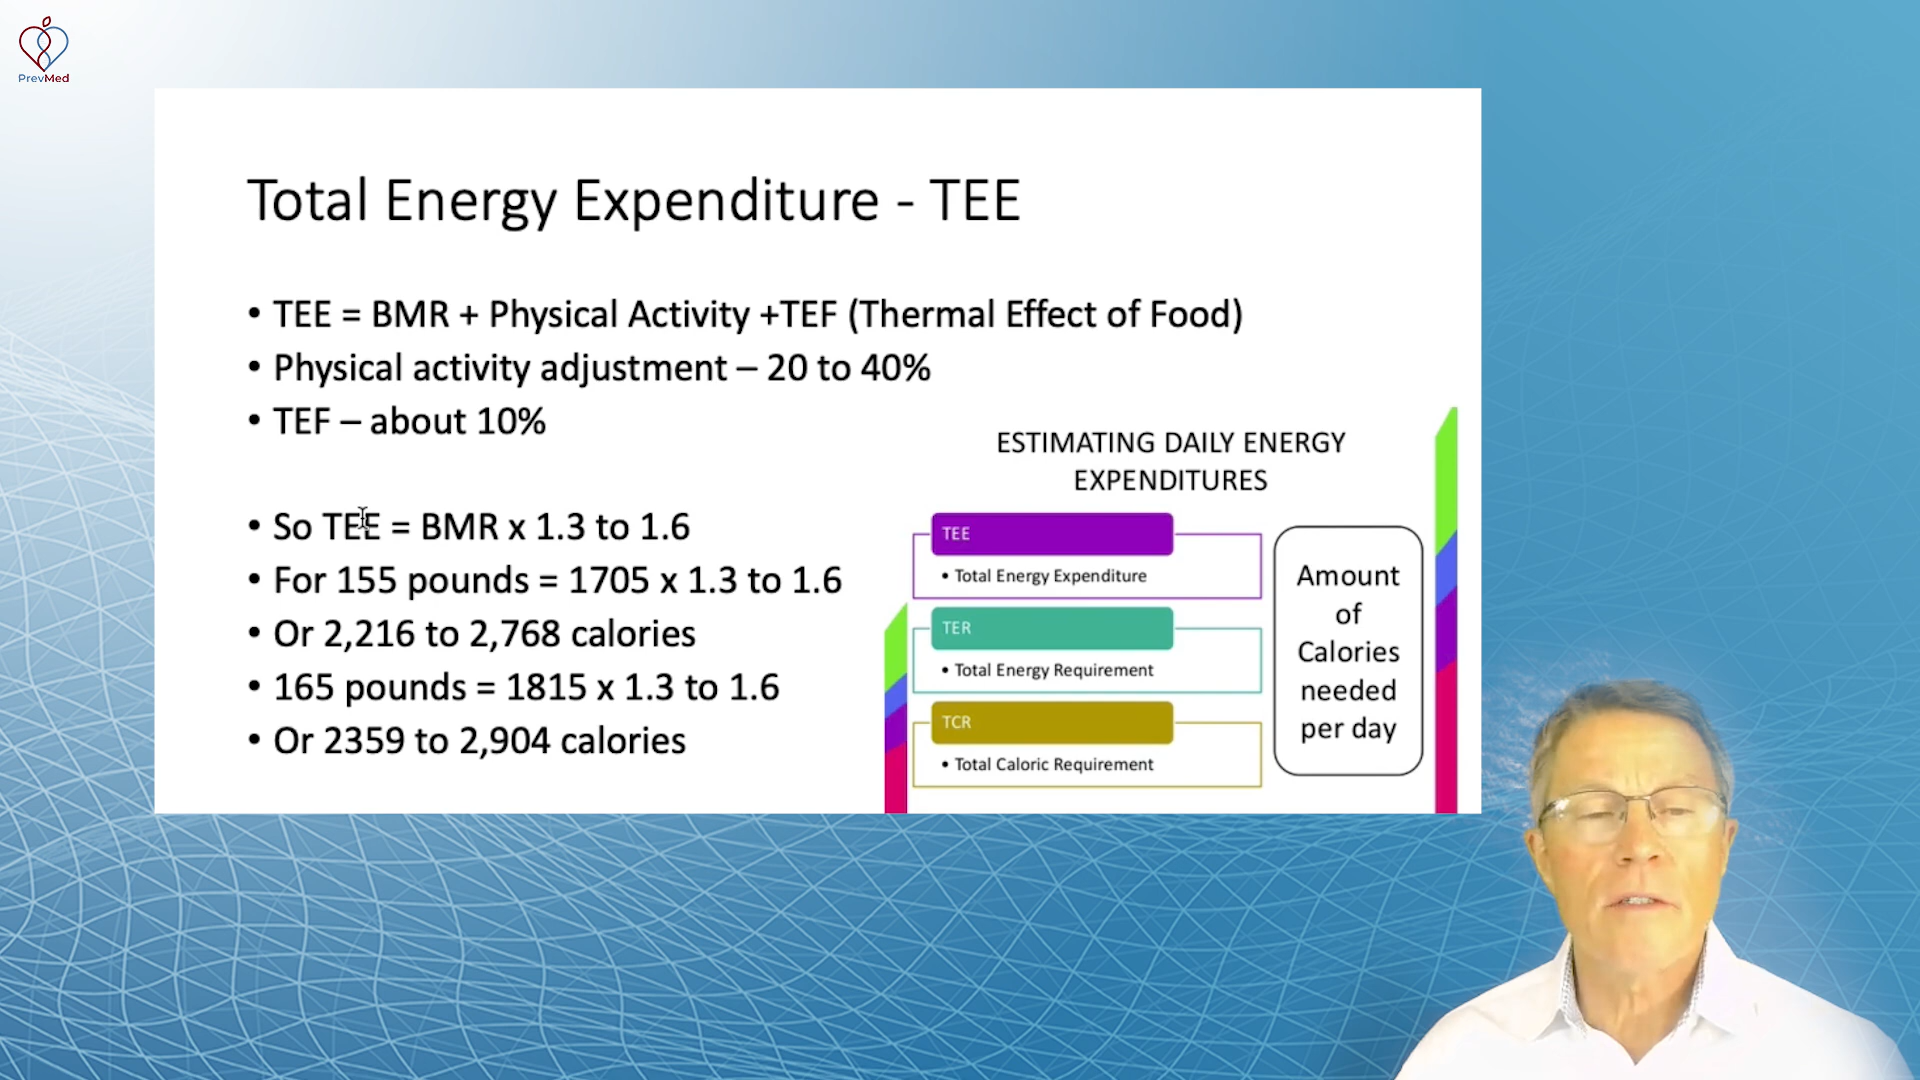 PrevMed
Total Energy Expenditure - TEE
• TEE = BMR + Physical Activity +TEF (Thermal Effect of Food)
• Physical activity adjustment – 20 to 40%
• TEF – about 10%
• So TEE = BMR x 1.3 to 1.6
• For 155 pounds = 1705 x 1.3 to 1.6
• Or 2,216 to 2,768 calories
• 165 pounds = 1815 x 1.3 to 1.6
• Or 2359 to 2,904 calories
ESTIMATING DAILY ENERGY
EXPENDITURES
TEE
• Total Energy Expenditure
TER
• Total Energy Requirement
TCR
• Total Caloric Requirement
Amount
of
Calories
needed
per day